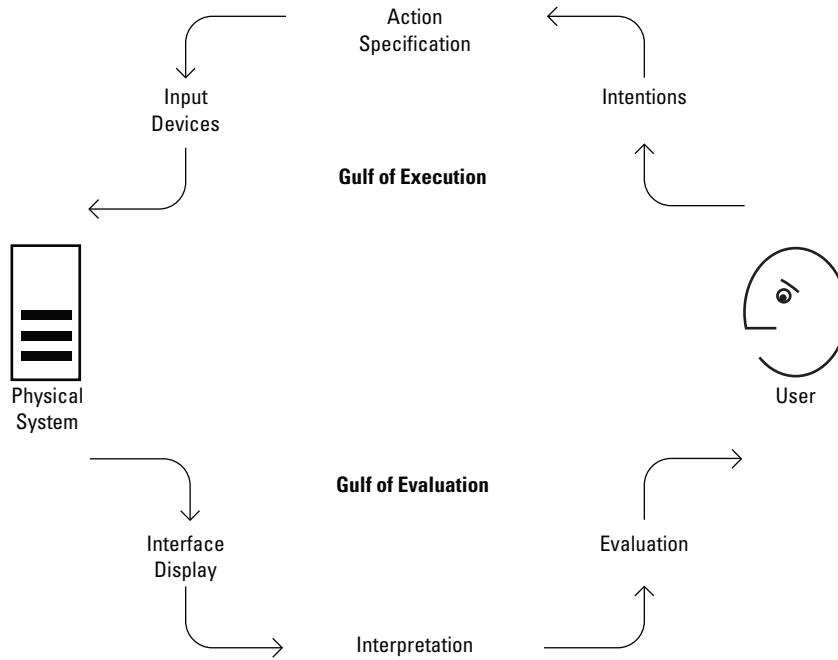 Action
Specification
Input
Devices
Intentions
Gulf of Execution
Physical
System
User
Gulf of Evaluation
Interface
Display
Evaluation
Interpretation